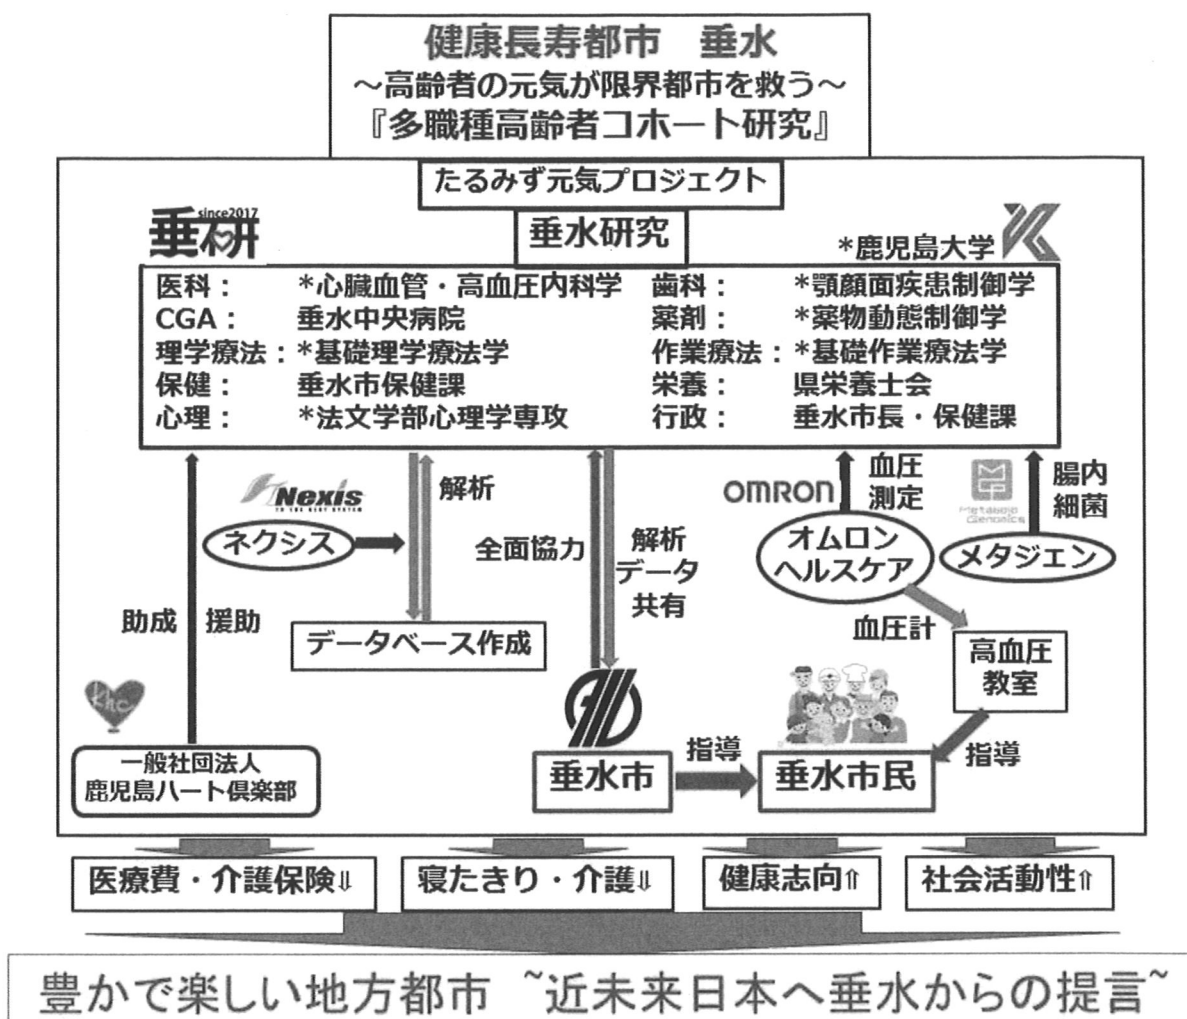 健康長寿都市 垂水
～高齢者の元気が限界都市を救う～
『多職種高齢者コホート研究』
たるみず元気プロジェクト
垂水研究
since2017
垂研
*鹿児島大学
医科： *心臓血管・高血圧内科学 歯科： *顎顔面疾患制御学
CGA： 垂水中央病院 薬剤： *薬物動態制御学
理学療法：*基礎理学療法学 作業療法：*基礎作業療法学
保健： 垂水市保健課 栄養： 県栄養士会
心理： *法文学部心理学専攻 行政： 垂水市長・保健課
Nexis
TO THE NEXT SYSTEM
ネクシス
解析
全面協力
解析
データ
共有
OMRON
血圧
測定
オムロン
ヘルスケア
Metabolo
Genomics
腸内
細菌
メタジェン
助成
援助
データベース作成
血圧計
高血圧
教室
khc
一般社団法人
鹿児島ハート倶楽部
垂水市
指導
垂水市民
指導
医療費・介護保険⇓
寝たきり・介護⇓
健康志向⇑
社会活動性⇑
豊かで楽しい地方都市 ~近未来日本へ垂水からの提言~